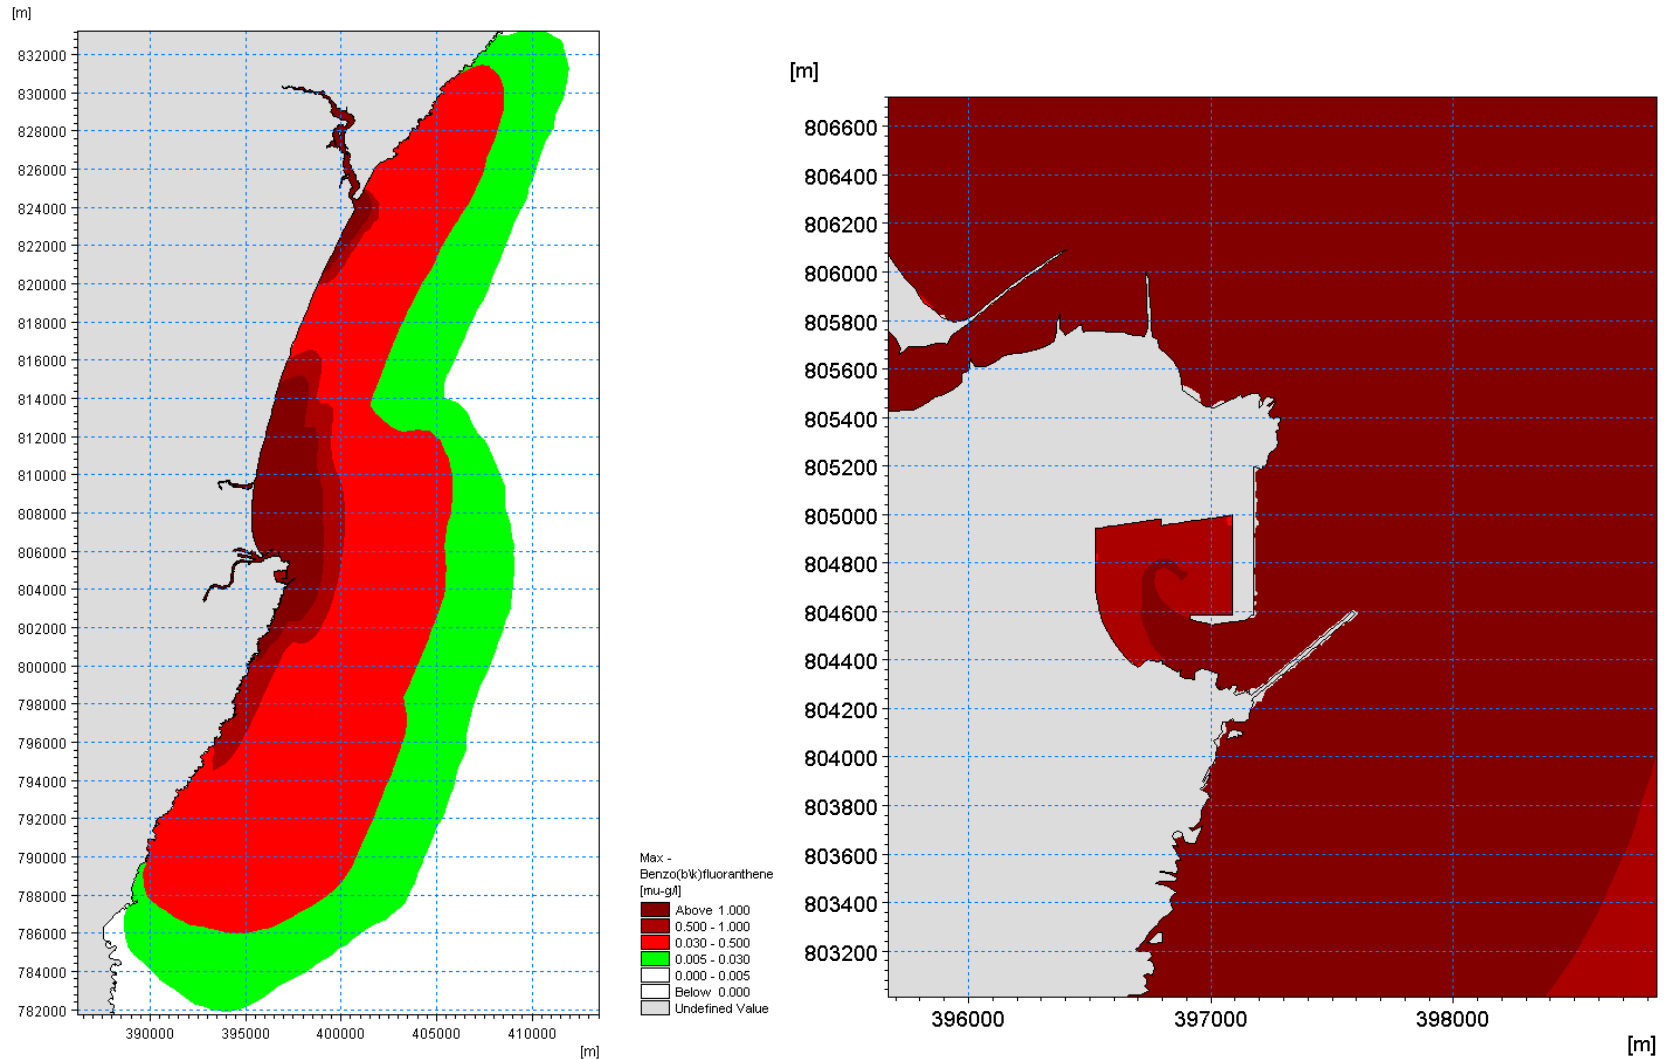 [m]
832000
830000
828000
826000
824000
822000
820000
818000
816000
814000
812000
810000
808000
806000
804000
802000
800000
798000
796000
794000
792000
790000
788000
786000
784000
782000
390000 395000 400000 405000 410000
[m]
Max -
Benzo(b\k)fluoranthene
[mu-g/l]
Above 1.000
0.500 - 1.000
0.030 - 0.500
0.005 - 0.030
0.000 - 0.005
Below 0.000
Undefined Value
[m]
806600
806400
806200
806000
805800
805600
805400
805200
805000
804800
804600
804400
804200
804000
803800
803600
803400
803200
396000 397000 398000
[m]